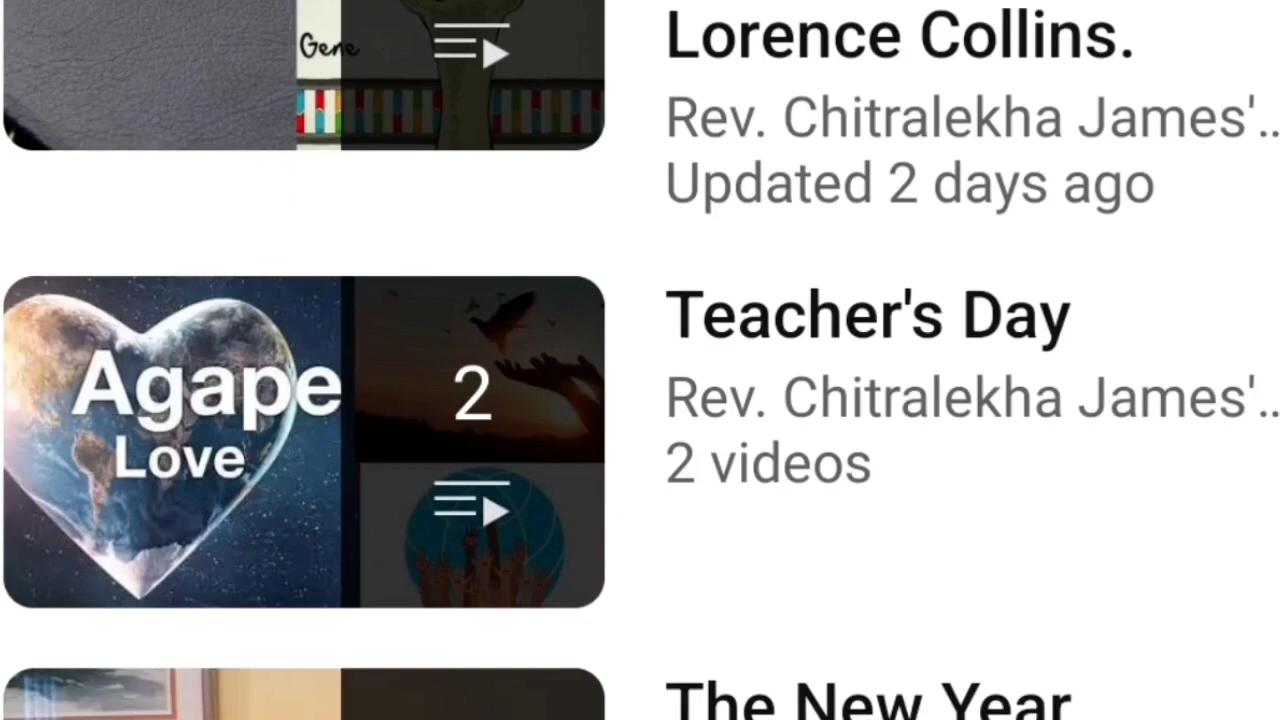 Gene
Lorence Collins.
Rev. Chitralekha James'..
Updated 2 days ago
Agape
Love
2
Teacher's Day
Rev. Chitralekha James'..
2 videos
The New Year